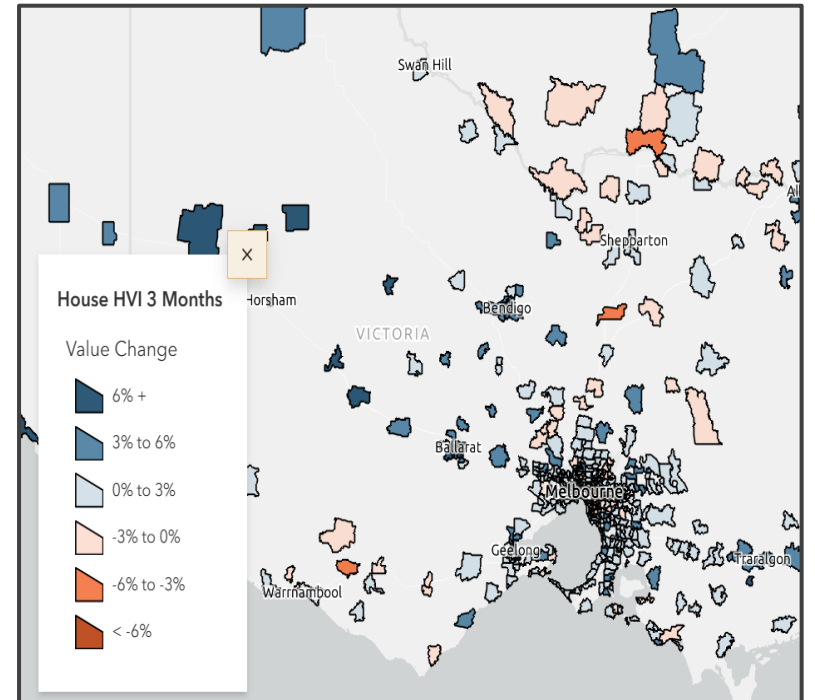 Swan Hill
Al
Shepparton
X
House HVI 3 Months
Horsham
Bendigo
VICTORIA
Value Change
6% +
3% to 6%
Ballarat
0% to 3%
Melbourne
-3% to 0%
Geelong
Traralgon
-6% to -3%
Warrnambool
< -6%